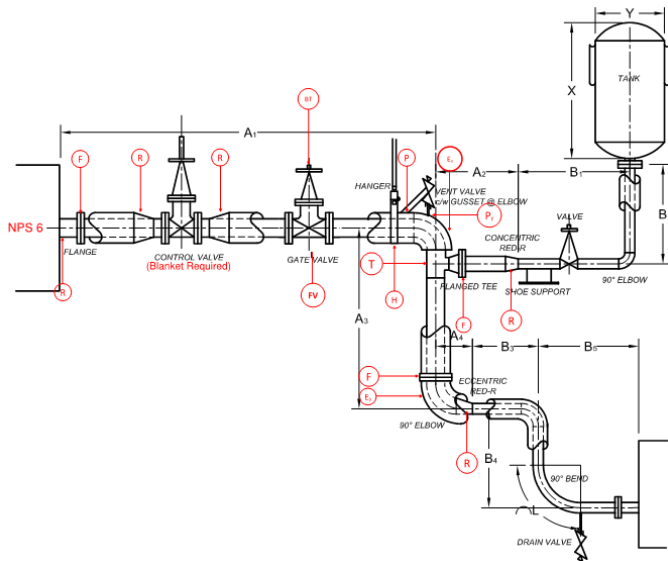 Y
X
TANK
BT
A₁
F
R
R
P
E₂
A₂
B₁
HANGER
VENT VALVE
c/w GUSSET @ ELBOW
P₁
B
VALVE
NPS 6
CONCENTRIC
RED-R
FLANGE
CONTROL VALVE
(Blanket Required)
GATE VALVE
T
FLANGED TEE
SHOE SUPPORT
90° ELBOW
R
FV
H
F
R
A₃
A₄
B₃
B₅
F
ECCENTRIC
RED-R
90° ELBOW
R
B₄
90° BEND
L
DRAIN VALVE